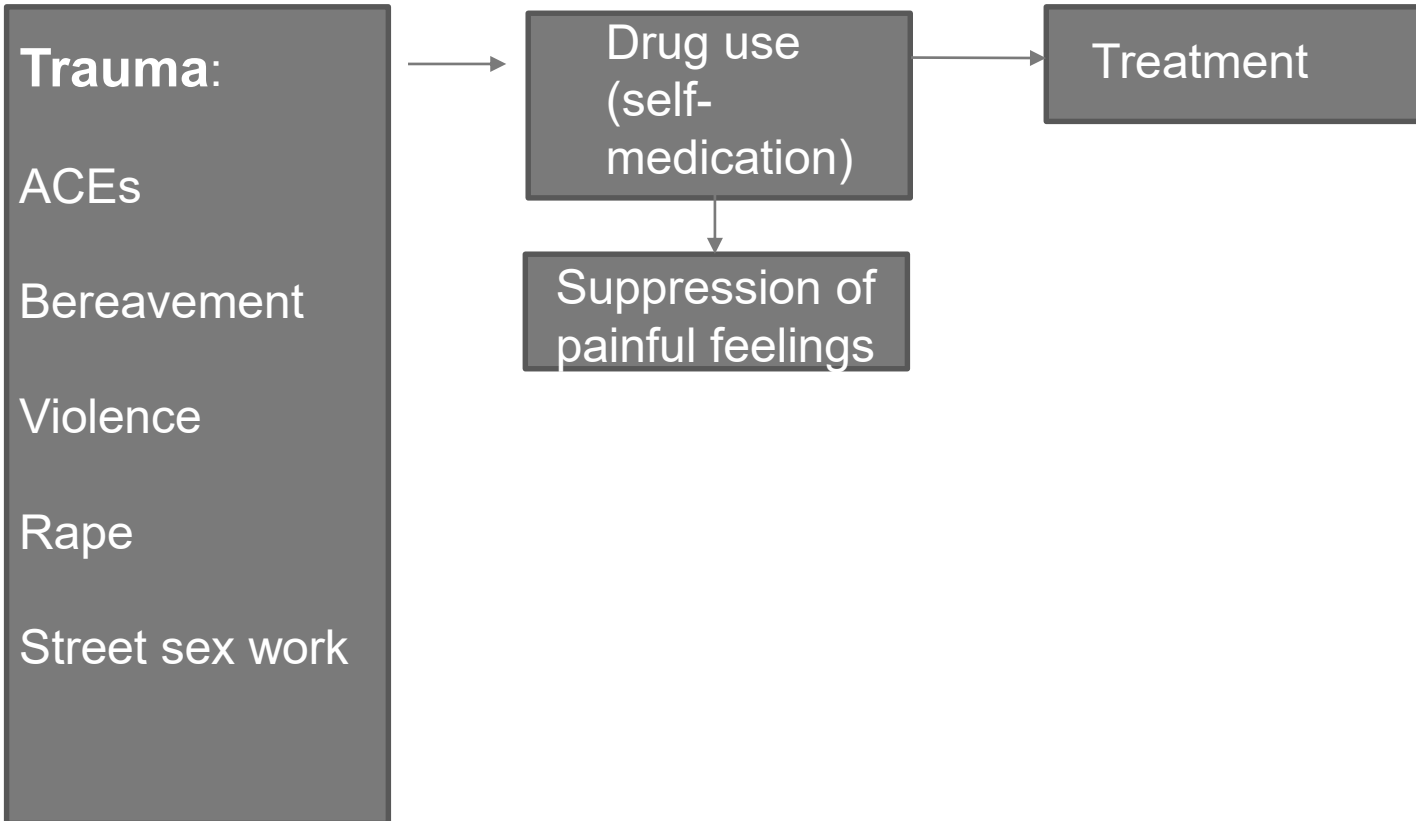 Trauma:
ACEs
Bereavement
Violence
Rape
Street sex work
Drug use
(self-
medication)
Suppression of
painful feelings
Treatment